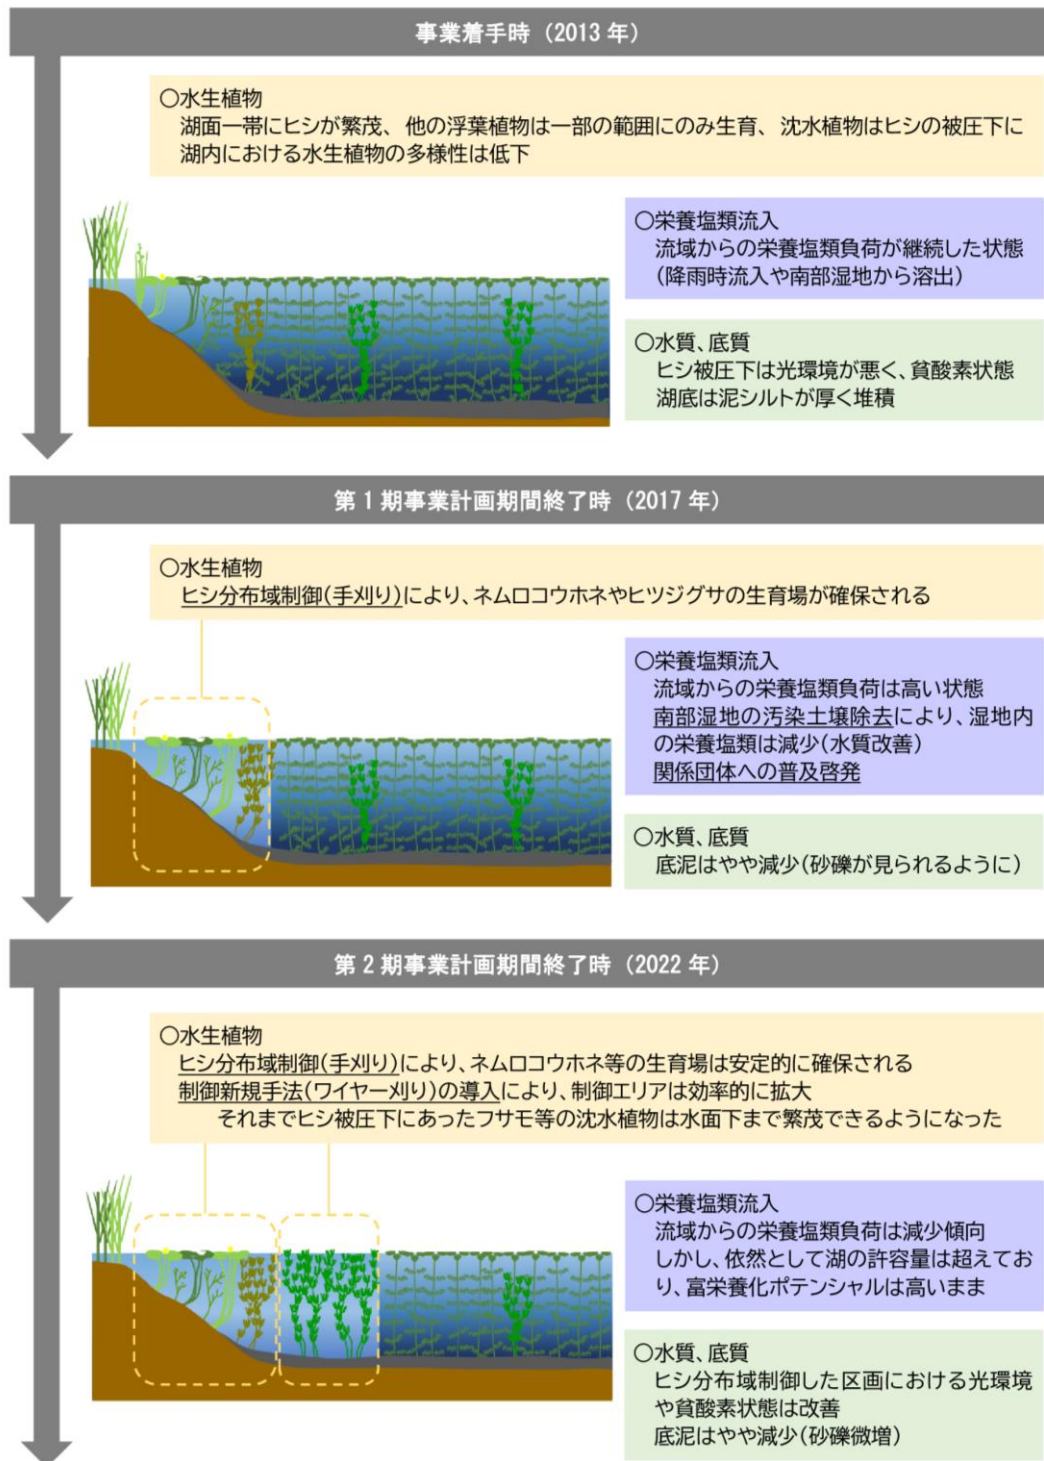 事業着手時（2013 年）
○水生植物
湖面一帯にヒシが繁茂、他の浮葉植物は一部の範囲にのみ生育、沈水植物はヒシの被圧下に
湖内における水生植物の多様性は低下
○栄養塩類流入
流域からの栄養塩類負荷が継続した状態
（降雨時流入や南部湿地から溶出）
○水質、底質
ヒシ被圧下は光環境が悪く、貧酸素状態
湖底は泥シルトが厚く堆積
第 1 期事業計画期間終了時（2017 年）
○水生植物
ヒシ分布域制御(手刈り)により、ネムロコウホネやヒツジグサの生育場が確保される
○栄養塩類流入
流域からの栄養塩類負荷は高い状態
南部湿地の汚染土壌除去により、湿地内
の栄養塩類は減少(水質改善)
関係団体への普及啓発
○水質、底質
底泥はやや減少(砂礫が見られるように)
第 2 期事業計画期間終了時（2022 年）
○水生植物
ヒシ分布域制御(手刈り)により、ネムロコウホネ等の生育場は安定的に確保される
制御新規手法(ワイヤー刈り)の導入により、制御エリアは効率的に拡大
それまでヒシ被圧下にあったフサモ等の沈水植物は水面下まで繁茂できるようになった
○栄養塩類流入
流域からの栄養塩類負荷は減少傾向
しかし、依然として湖の許容量は超えてお
り、富栄養化ポテンシャルは高いまま
○水質、底質
ヒシ分布域制御した区画における光環境
や貧酸素状態は改善
底泥はやや減少(砂礫微増)